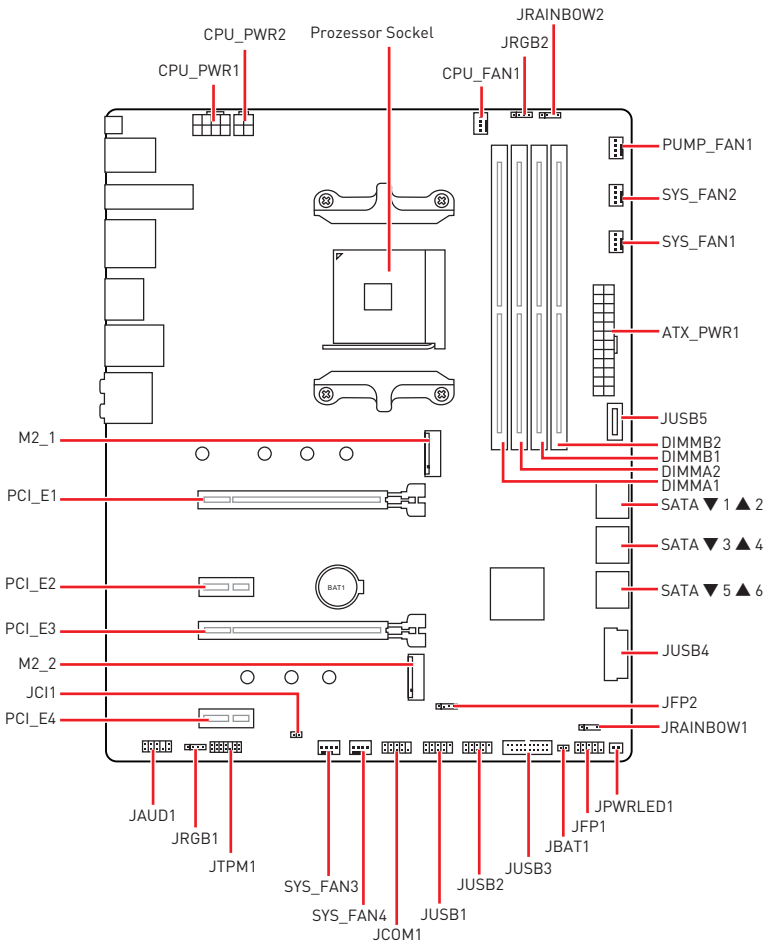 JRAINBOW2
CPU_PWR2
Prozessor Sockel
JRGB2
CPU_PWR1
CPU_FAN1
PUMP_FAN1
SYS_FAN2
SYS_FAN1
ATX_PWR1
JUSB5
M2_1
DIMMB2
DIMMB1
DIMMA2
DIMMA1
PCI_E1
SATA ▼ 1 ▲ 2
SATA ▼ 3 ▲ 4
PCI_E2
BAT1
SATA ▼ 5 ▲ 6
PCI_E3
JUSB4
M2_2
JCI1
JFP2
PCI_E4
JRAINBOW1
JAUD1
JPWRLED1
JRGB1
JFP1
JTPM1
JBAT1
JUSB3
SYS_FAN3
JUSB2
SYS_FAN4
JUSB1
JCOM1